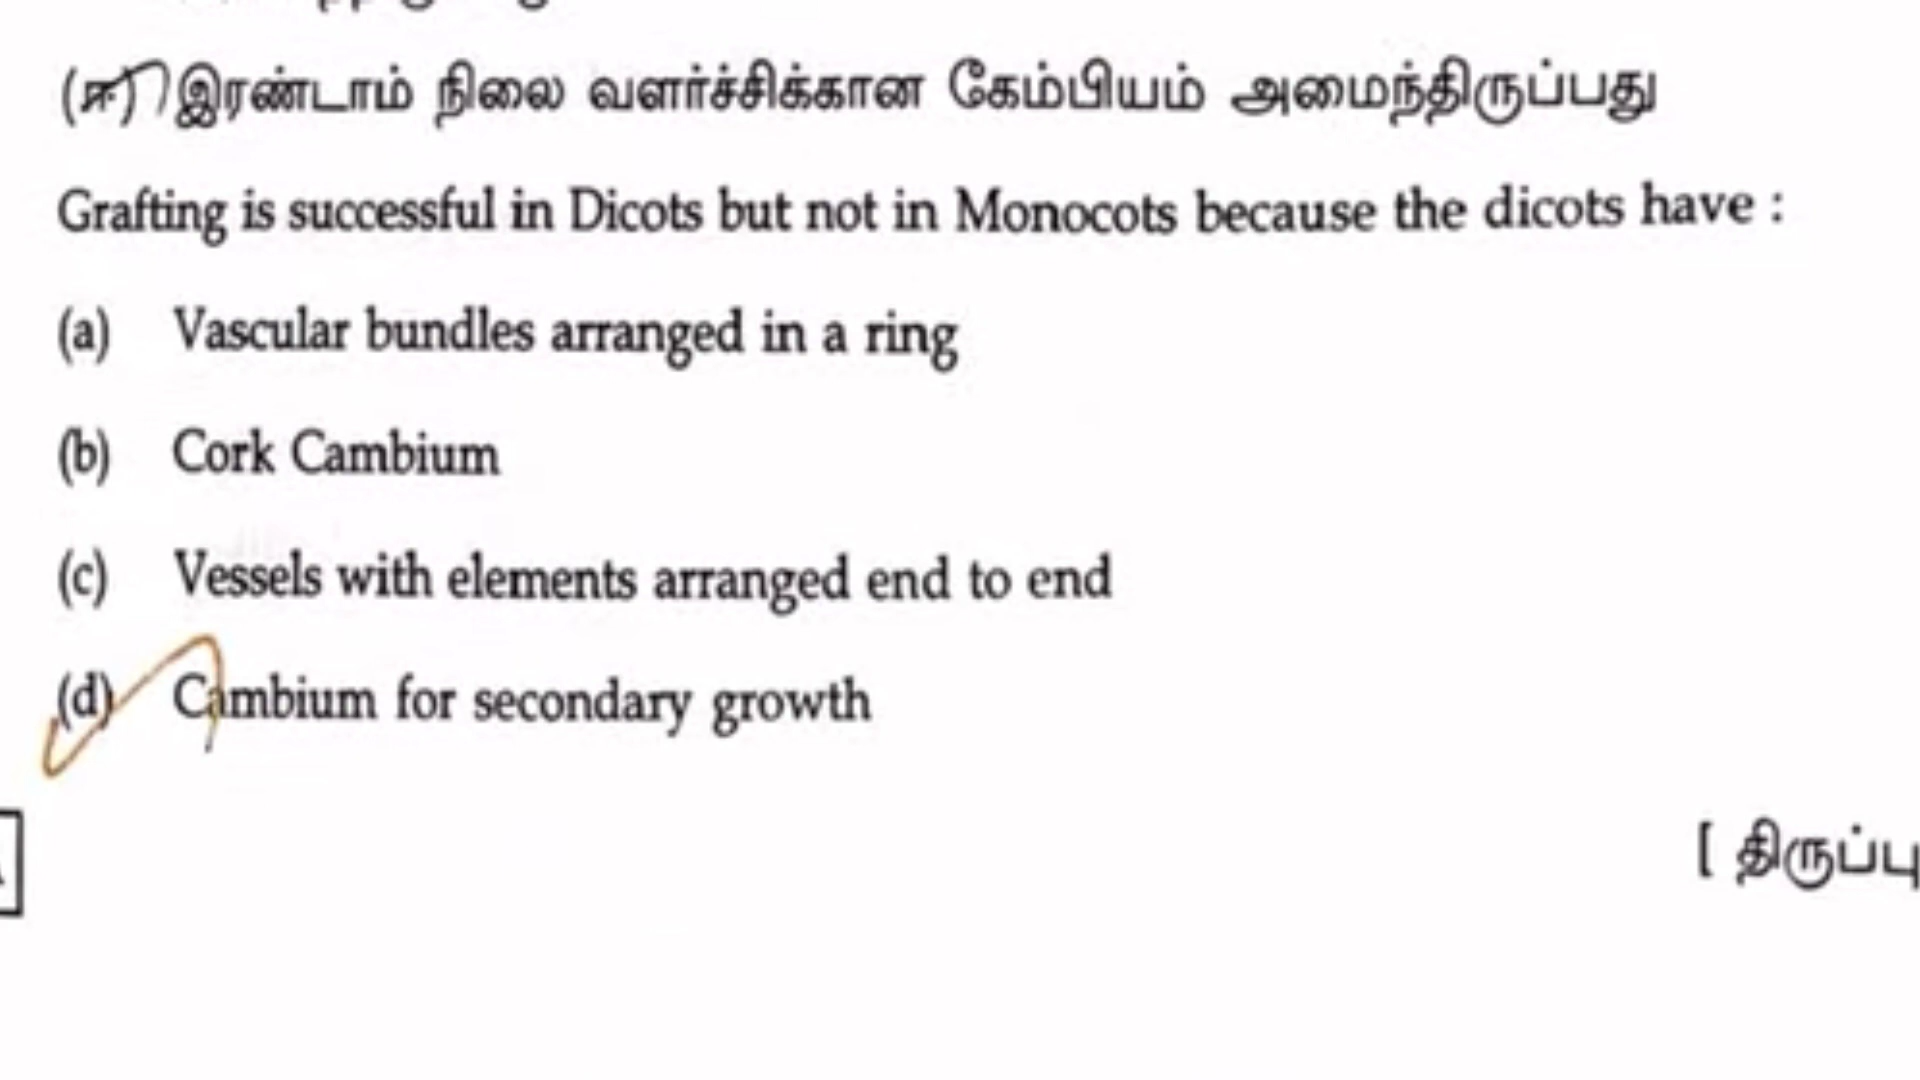 (ஈ) இரண்டாம் நிலை வளர்ச்சிக்கான கேம்பியம் அமைந்திருப்பது
Grafting is successful in Dicots but not in Monocots because the dicots have :
(a) Vascular bundles arranged in a ring
(b) Cork Cambium
(c) Vessels with elements arranged end to end
(d) Cambium for secondary growth
[ திருப்பு